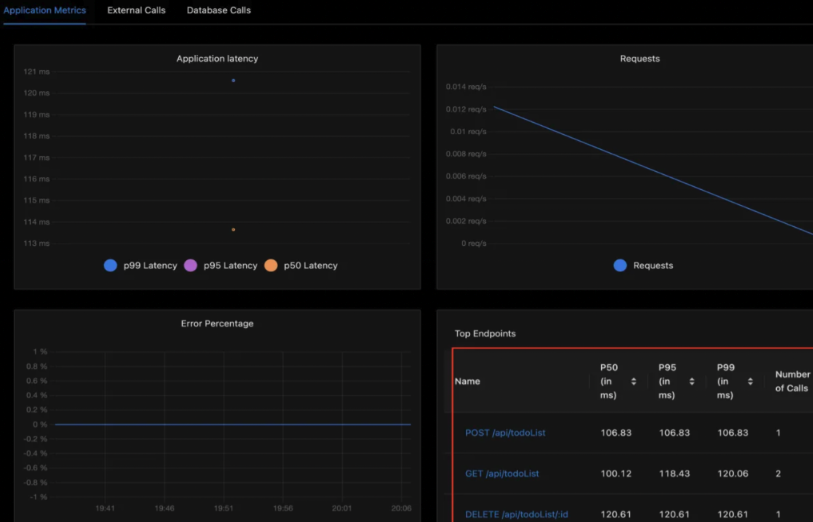 Application Metrics External Calls Database Calls
Application latency
121 ms
120 ms
119 ms
118 ms
117 ms
116 ms
115 ms
114 ms
113 ms
p99 Latency p95 Latency p50 Latency
Requests
0.014 req/s
0.012 req/s
0.01 req/s
0.008 req/s
0.006 req/s
0.004 req/s
0.002 req/s
0 req/s
Requests
Error Percentage
1 %
0.8 %
0.6 %
0.4 %
0.2 %
0 %
-0.2 %
-0.4 %
-0.6 %
-0.8 %
-1 %
19:41 19:46 19:51 19:56 20:01 20:06
Top Endpoints
Name P50 (in ms) P95 (in ms) P99 (in ms) Number of Calls
POST /api/todoList 106.83 106.83 106.83 1
GET /api/todoList 100.12 118.43 120.06 2
DELETE /api/todoList/:id 120.61 120.61 120.61 1